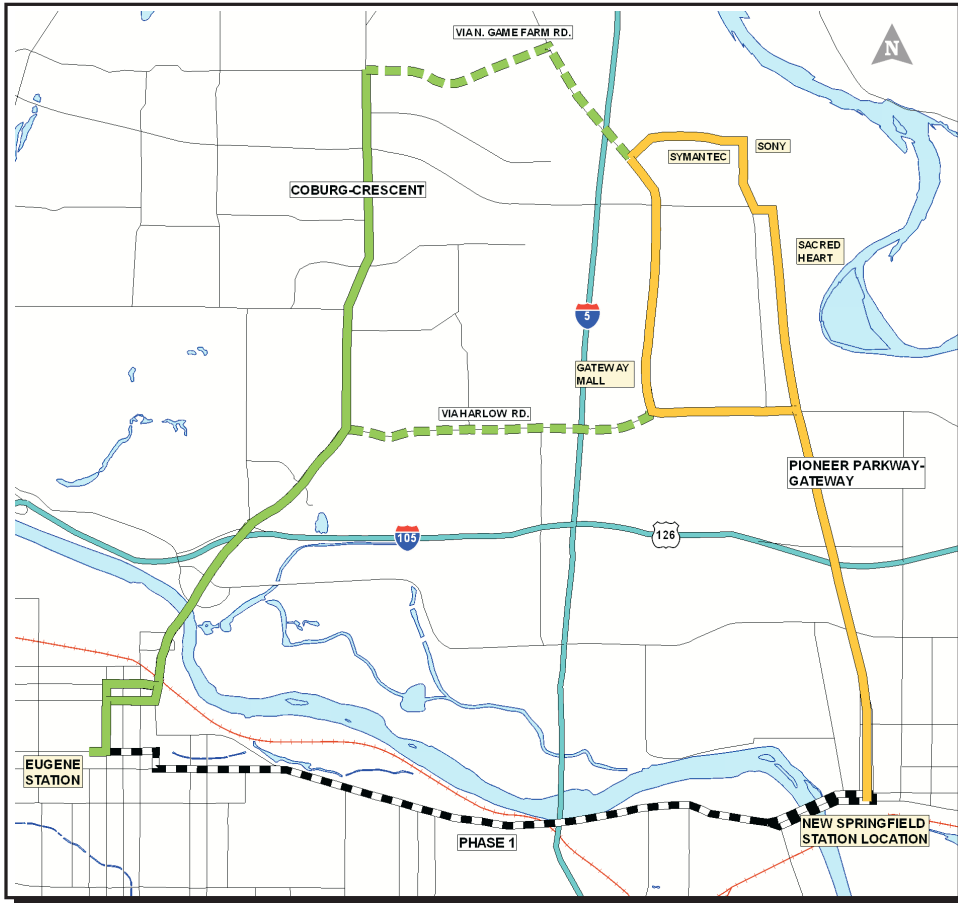 VIA N. GAME FARM RD.
N
SONY
SYMANTEC
COBURG-CRESCENT
SACRED
HEART
5
GATEWAY
MALL
VIA HARLOW RD.
PIONEER PARKWAY-
GATEWAY
105
126
EUGENE
STATION
PHASE 1
NEW SPRINGFIELD
STATION LOCATION